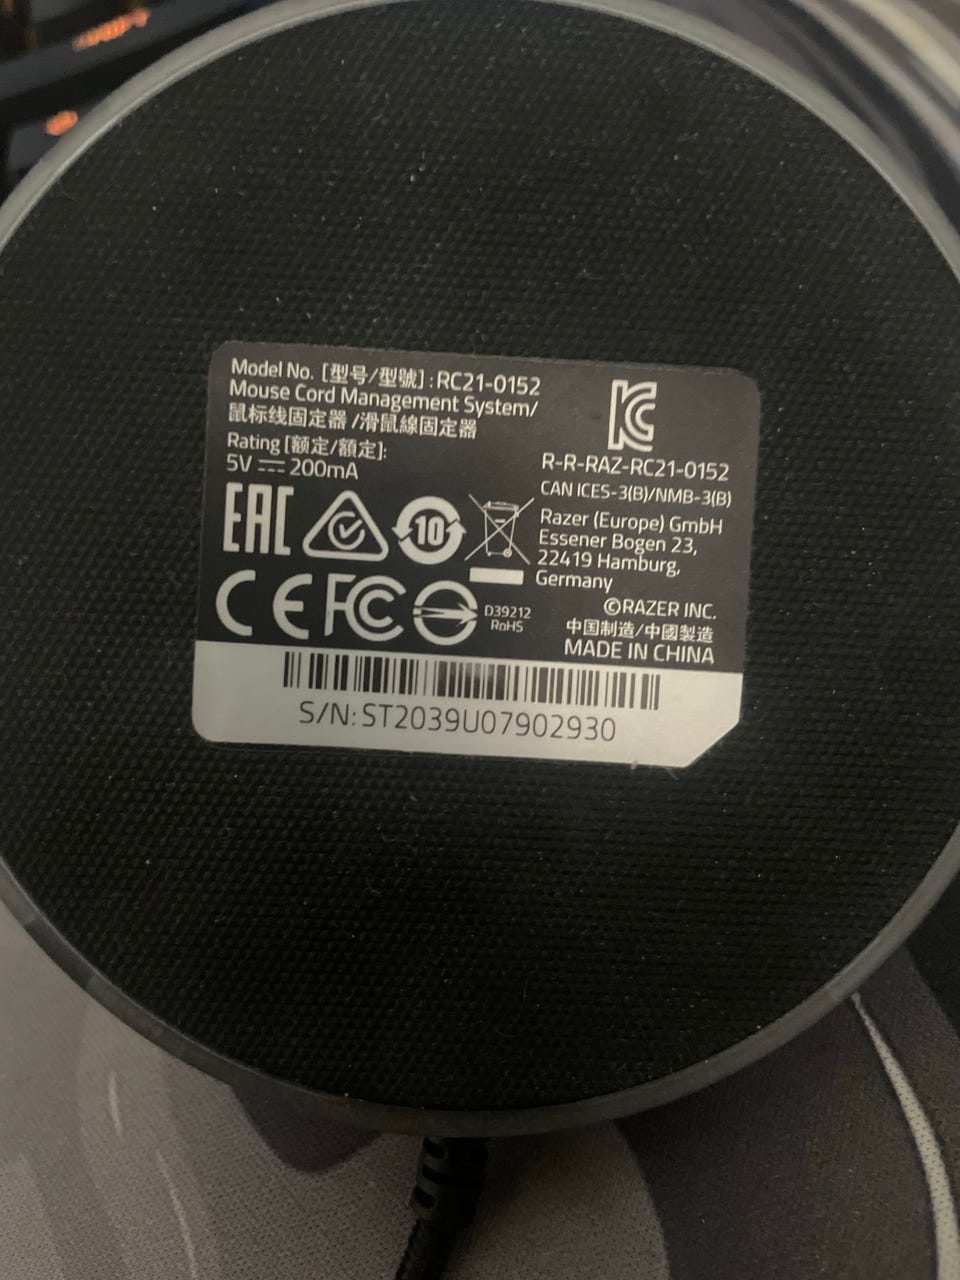 Model No. [型号/型號] : RC21-0152
Mouse Cord Management System/
鼠标线固定器 /滑鼠線固定器
Rating [额定/額定]:
5V ⎓ 200mA
R-R-RAZ-RC21-0152
CAN ICES-3(B)/NMB-3(B)
Razer (Europe) GmbH
Essener Bogen 23,
22419 Hamburg,
Germany
EAC
10
CE FC
D39212
RoHS
©RAZER INC.
中国制造/中國製造
MADE IN CHINA
S/N: ST2039U07902930